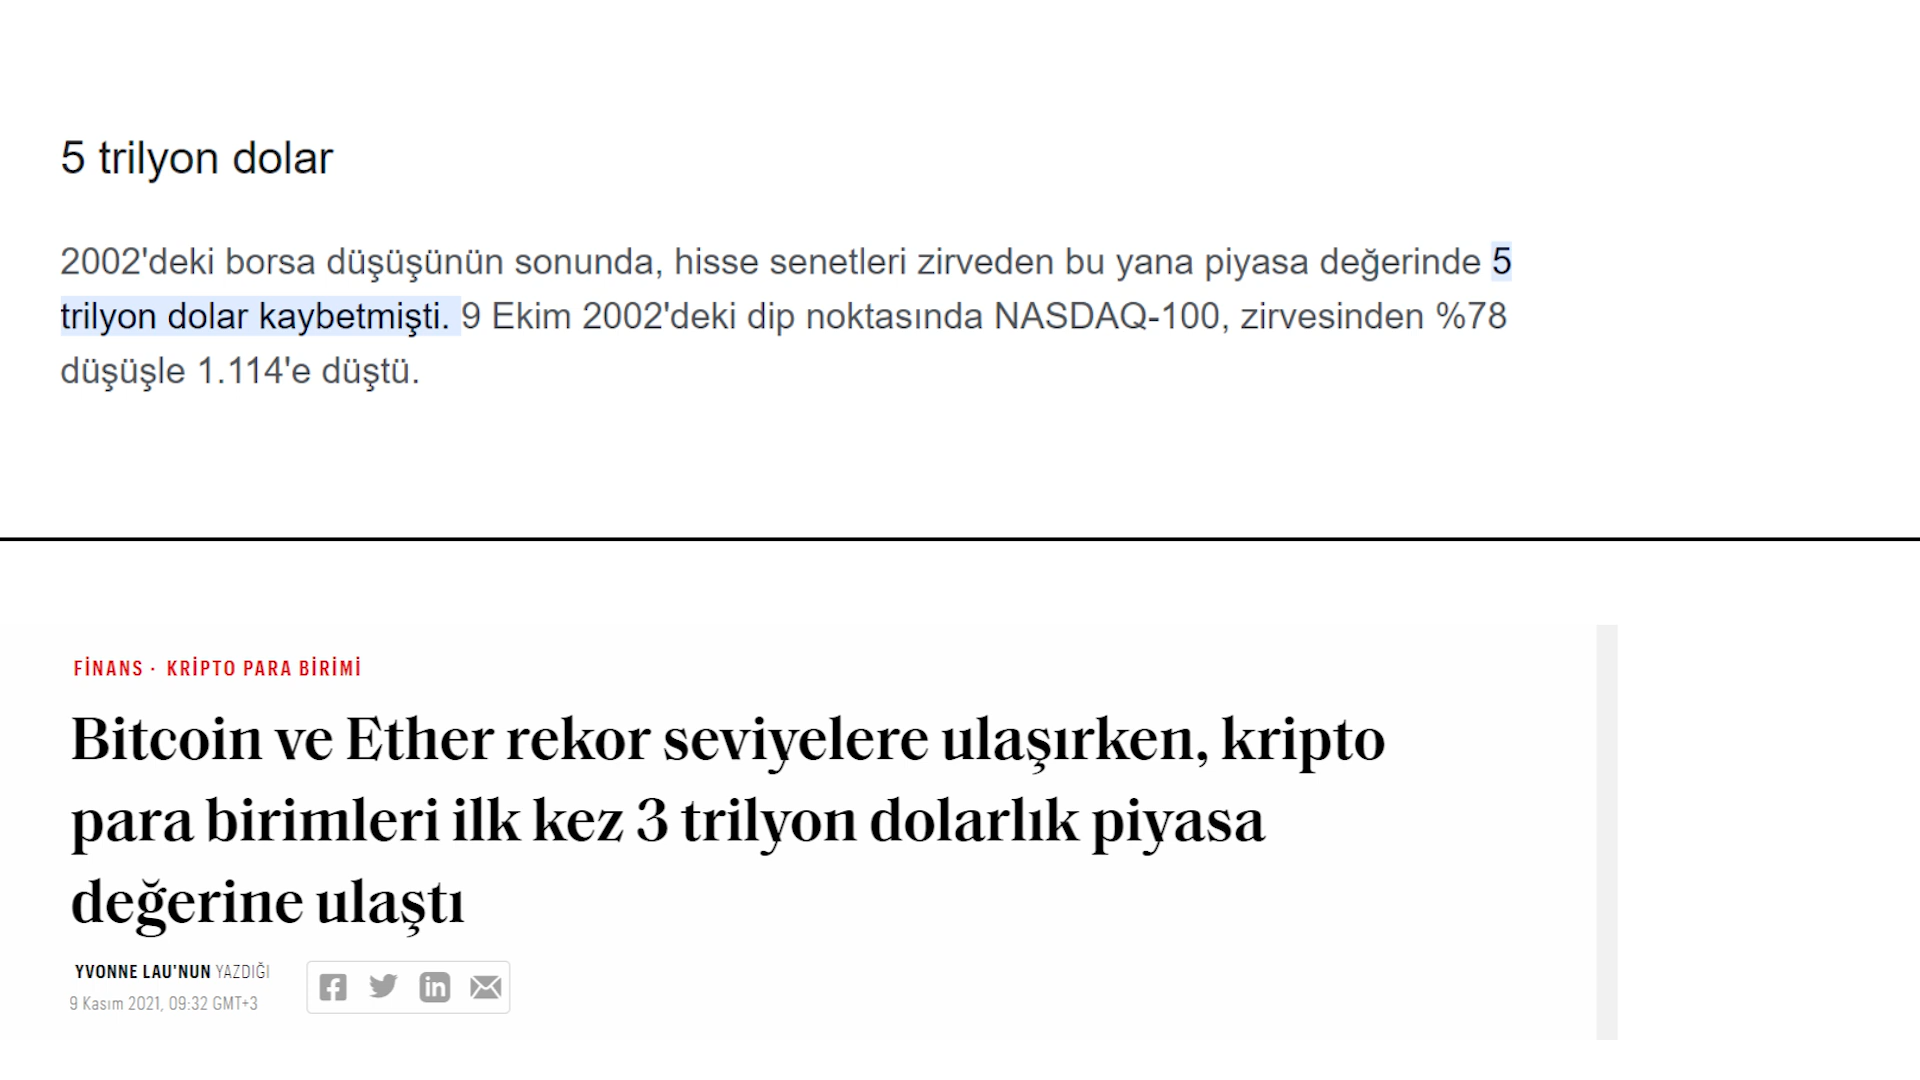 5 trilyon dolar
2002'deki borsa düşüşünün sonunda, hisse senetleri zirveden bu yana piyasa değerinde 5
trilyon dolar kaybetmişti. 9 Ekim 2002'deki dip noktasında NASDAQ-100, zirvesinden %78
düşüşle 1.114'e düştü.
FİNANS · KRİPTO PARA BİRİMİ
Bitcoin ve Ether rekor seviyelere ulaşırken, kripto
para birimleri ilk kez 3 trilyon dolarlık piyasa
değerine ulaştı
YVONNE LAU'NUN YAZDIĞI
9 Kasım 2021, 09:32 GMT+3